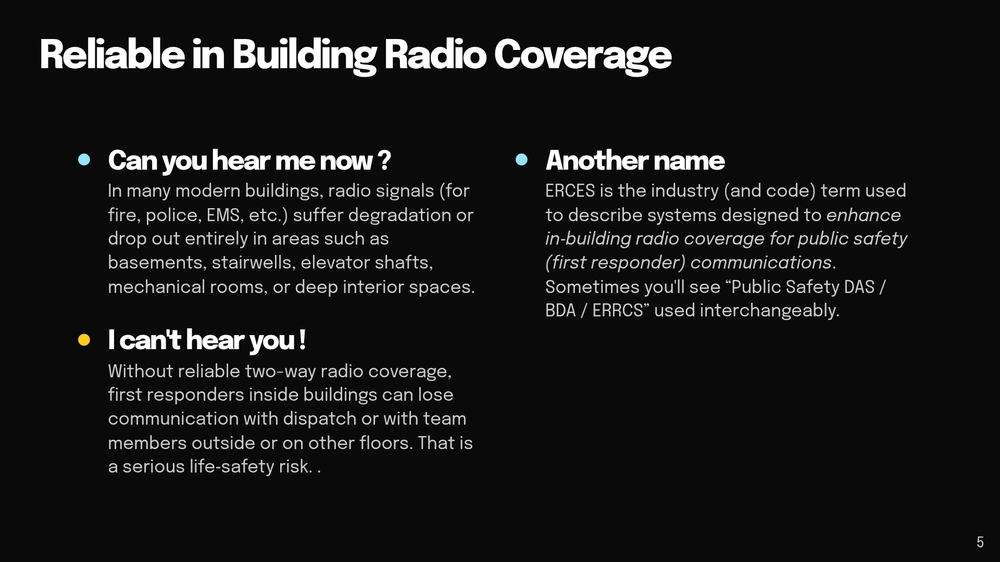 Reliable in Building Radio Coverage
Can you hear me now ?
In many modern buildings, radio signals (for
fire, police, EMS, etc.) suffer degradation or
drop out entirely in areas such as
basements, stairwells, elevator shafts,
mechanical rooms, or deep interior spaces.
I can't hear you !
Without reliable two-way radio coverage,
first responders inside buildings can lose
communication with dispatch or with team
members outside or on other floors. That is
a serious life-safety risk. .
Another name
ERCES is the industry (and code) term used
to describe systems designed to enhance
in-building radio coverage for public safety
(first responder) communications.
Sometimes you'll see “Public Safety DAS /
BDA / ERRCS” used interchangeably.
5